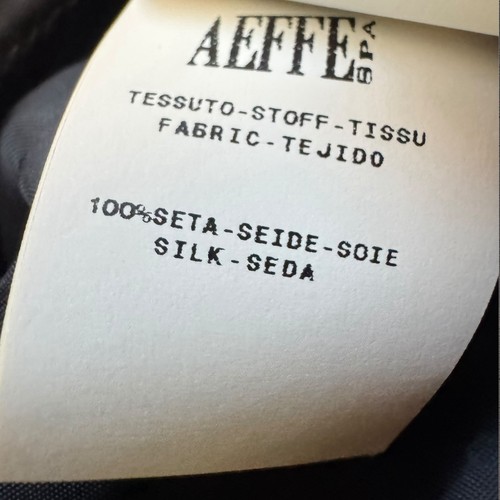 AEFFE SPA
TESSUTO-STOFF-TISSU
FABRIC-TEJIDO
100%SETA-SEIDE-SOIE
SILK-SEDA